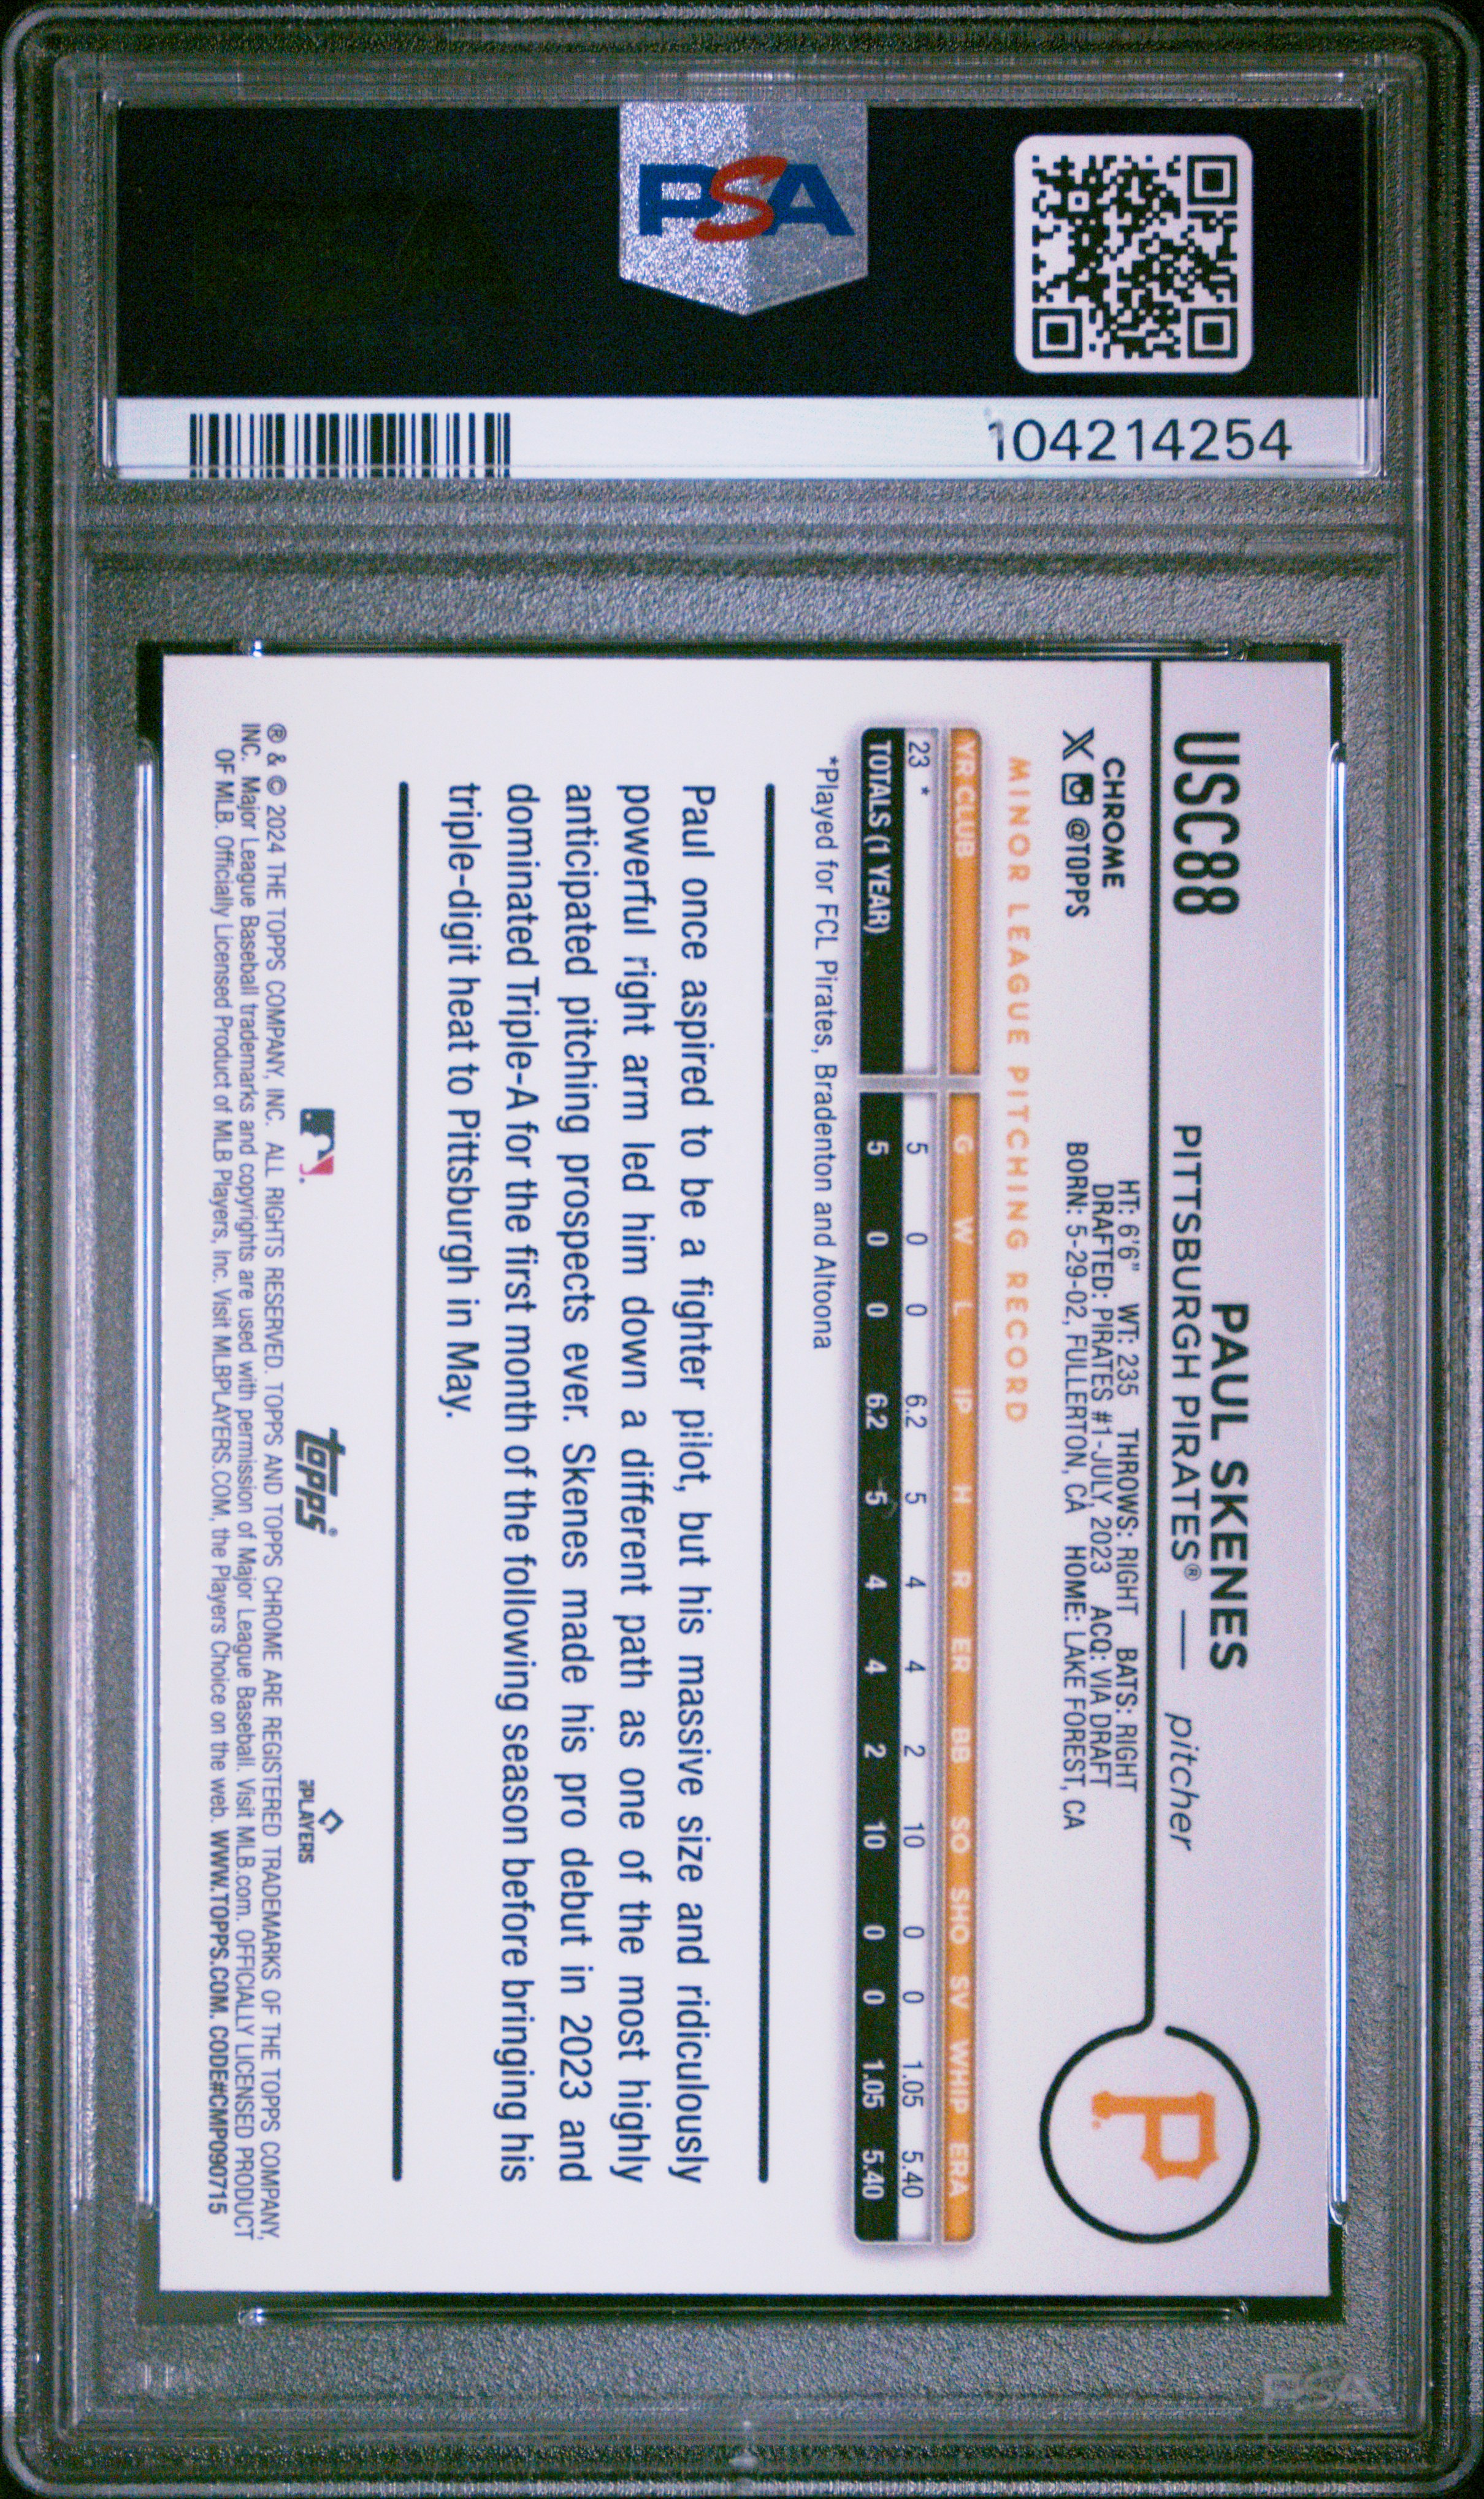 PSA
104214254
USC88
PAUL SKENES
PITTSBURGH PIRATES® — pitcher
CHROME
X @TOPPS
HT: 6'6" WT: 235 THROWS: RIGHT BATS: RIGHT
DRAFTED: PIRATES #1-JULY, 2023 ACQ: VIA DRAFT
BORN: 5-29-02, FULLERTON, CA HOME: LAKE FOREST, CA
P
MINOR LEAGUE PITCHING RECORD
YR CLUB G W L IP H R ER BB SO SHO SV WHIP ERA
23 * 5 0 0 6.2 5 4 4 2 10 0 0 1.05 5.40
TOTALS (1 YEAR) 5 0 0 6.2 5 4 4 2 10 0 0 1.05 5.40
*Played for FCL Pirates, Bradenton and Altoona
Paul once aspired to be a fighter pilot, but his massive size and ridiculously
powerful right arm led him down a different path as one of the most highly
anticipated pitching prospects ever. Skenes made his pro debut in 2023 and
dominated Triple-A for the first month of the following season before bringing his
triple-digit heat to Pittsburgh in May.
topps®
PLAYERS
® & © 2024 THE TOPPS COMPANY, INC. ALL RIGHTS RESERVED. TOPPS AND TOPPS CHROME ARE REGISTERED TRADEMARKS OF THE TOPPS COMPANY,
INC. Major League Baseball trademarks and copyrights are used with permission of Major League Baseball. Visit MLB.com. OFFICIALLY LICENSED PRODUCT
OF MLB. Officially Licensed Product of MLB Players, Inc. Visit MLBPLAYERS.COM, the Players Choice on the web. WWW.TOPPS.COM. CODE#CMP090715
PSA